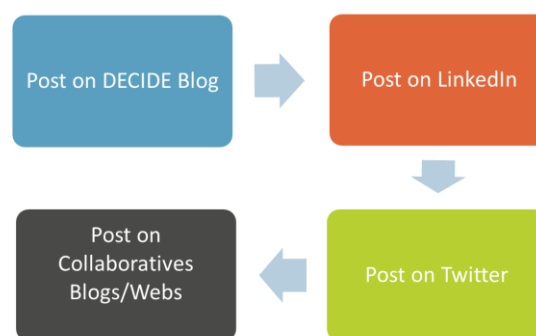 Post on DECIDE Blog
Post on LinkedIn
Post on Twitter
Post on
Collaboratives
Blogs/Webs